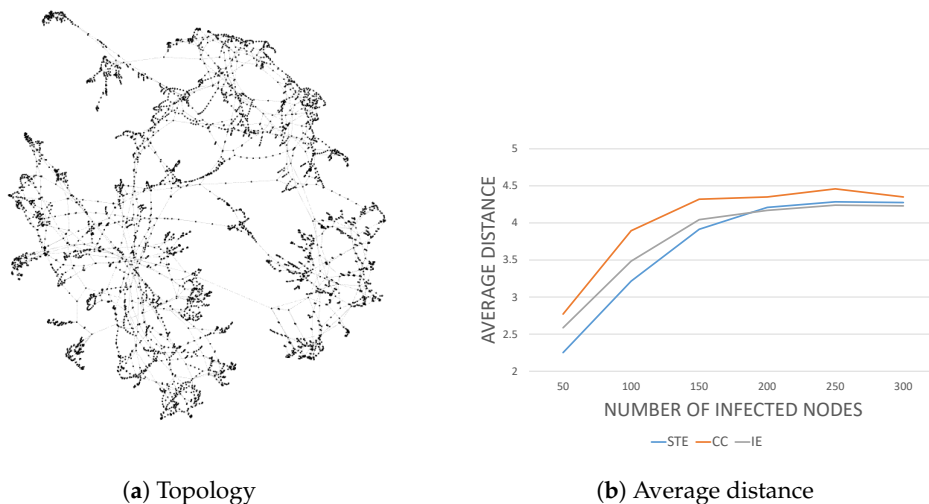 5
4.5
4
3.5
3
2.5
2
AVERAGE DISTANCE
50 100 150 200 250 300
NUMBER OF INFECTED NODES
STE CC IE
(a) Topology
(b) Average distance